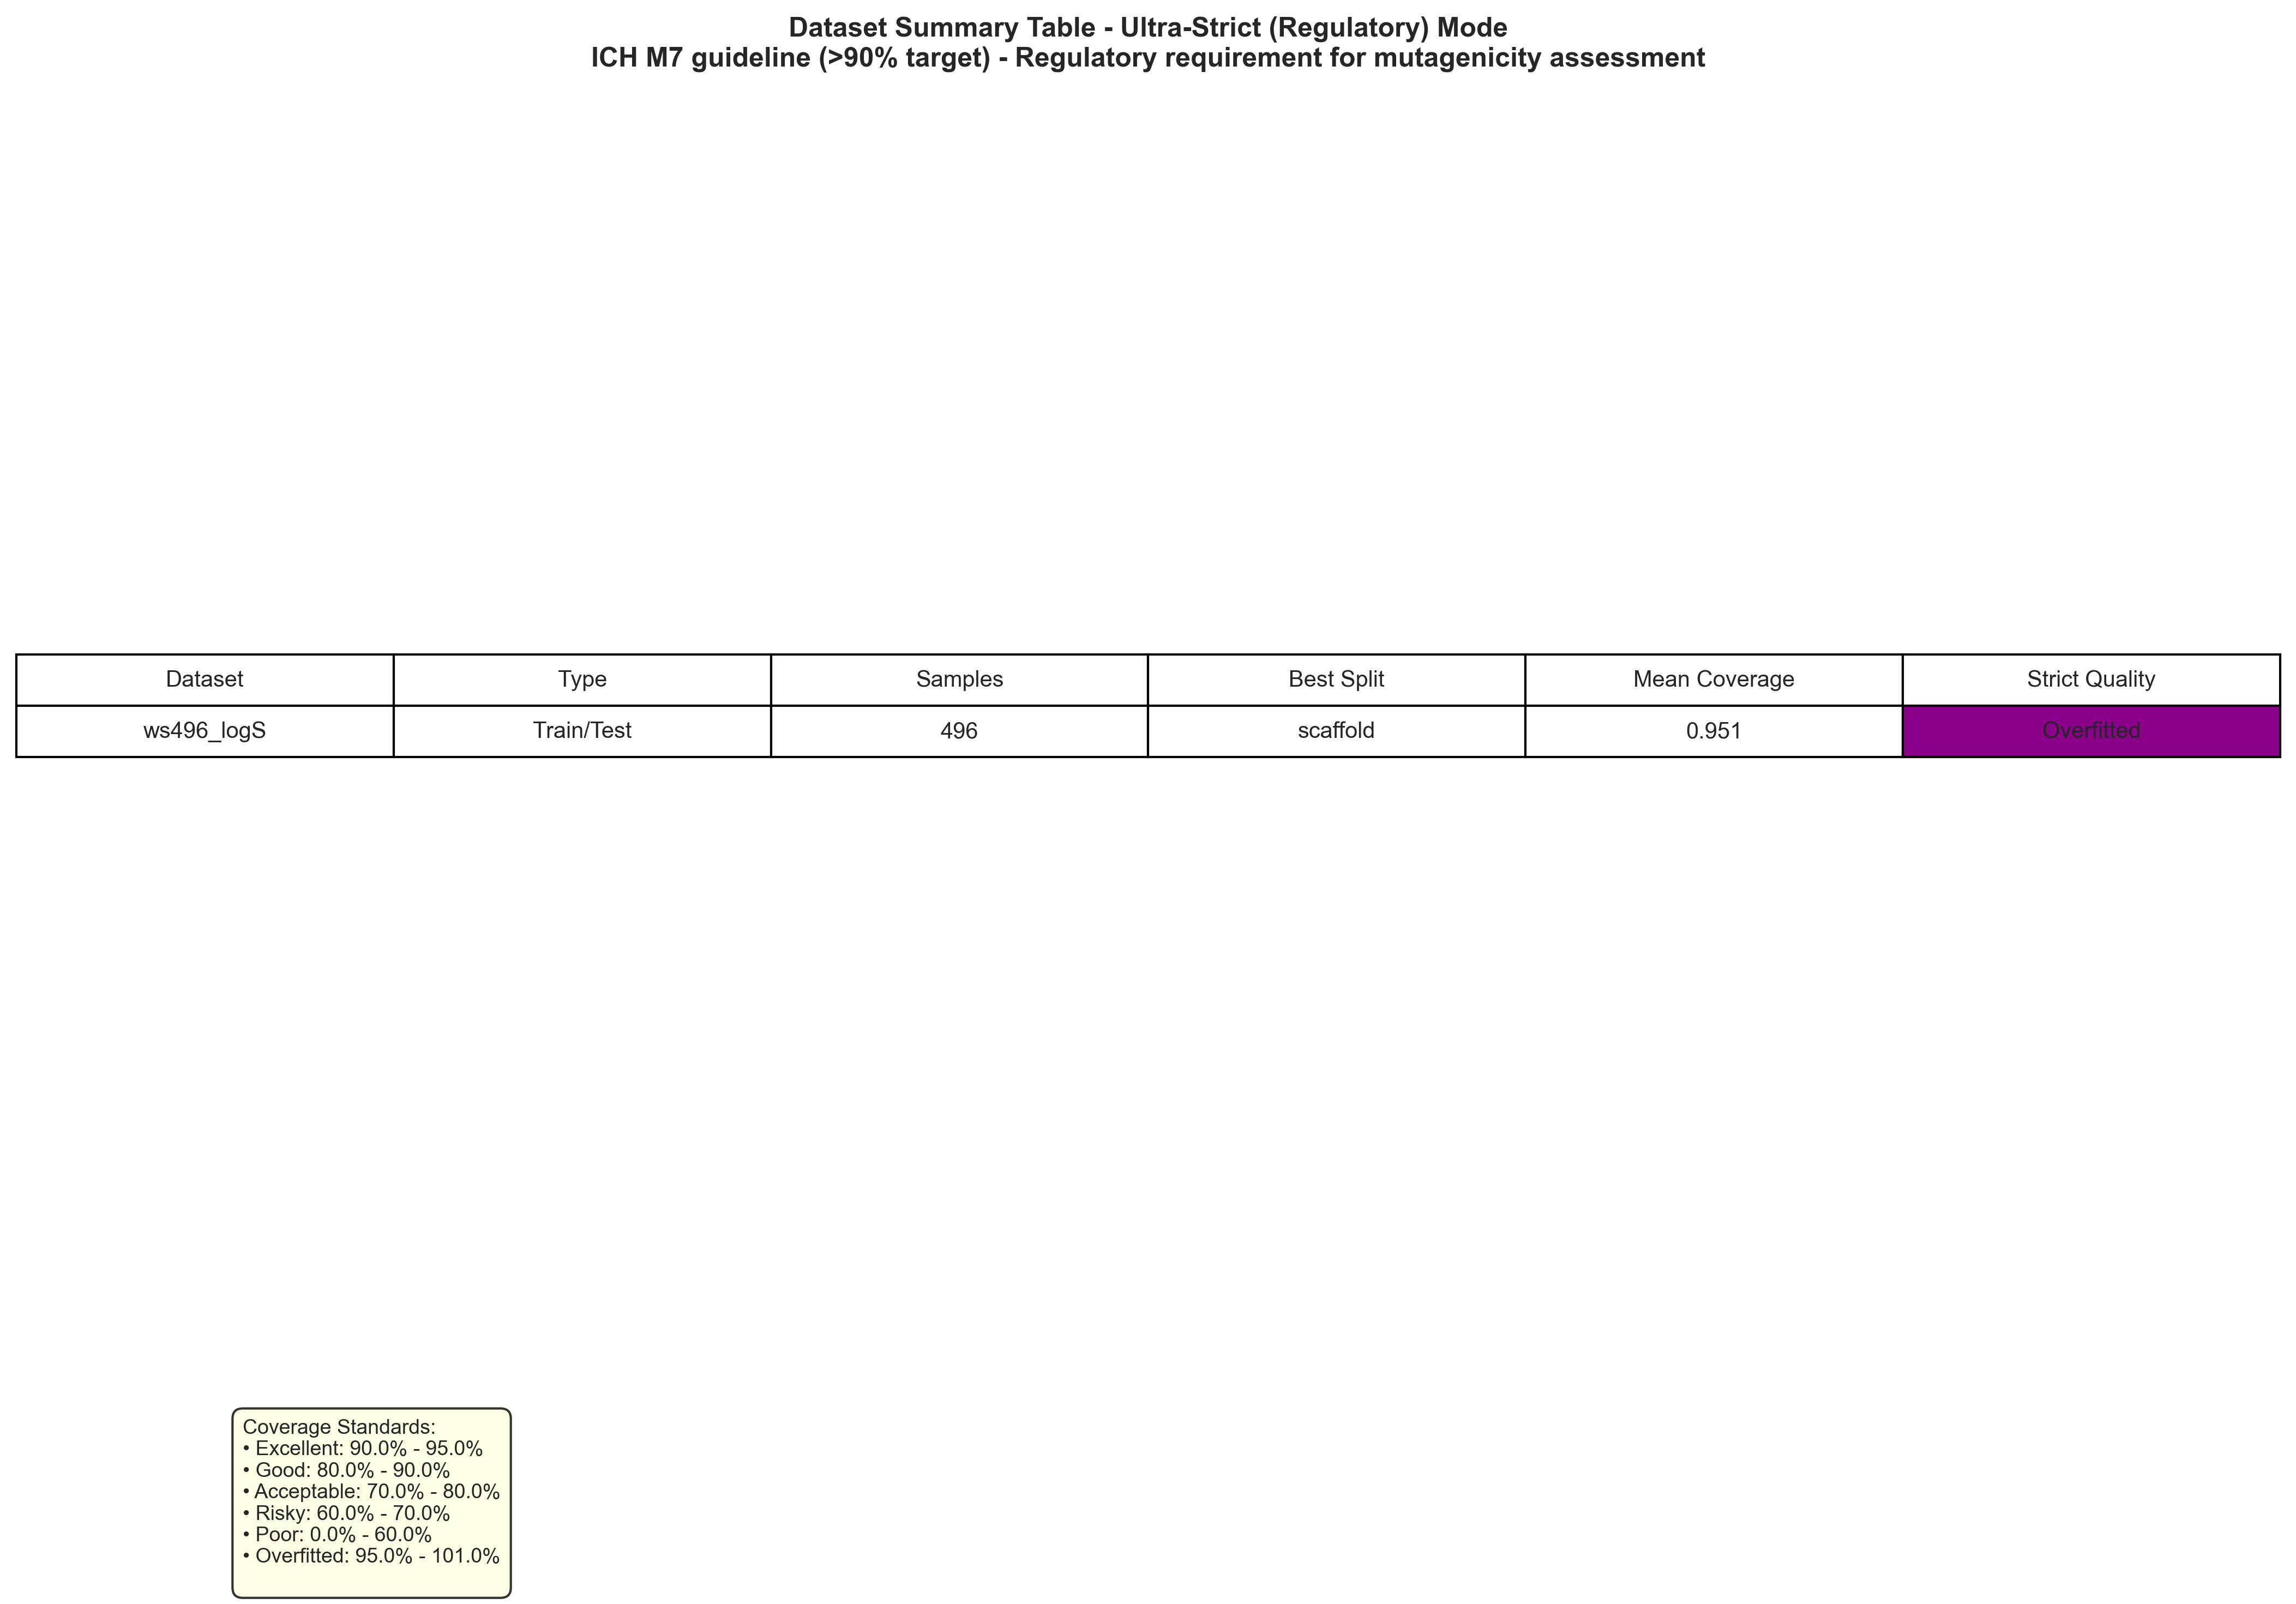 Dataset Summary Table - Ultra-Strict (Regulatory) Mode
ICH M7 guideline (>90% target) - Regulatory requirement for mutagenicity assessment
Dataset Type Samples Best Split Mean Coverage Strict Quality
ws496_logS Train/Test 496 scaffold 0.951 Overfitted
Coverage Standards:
• Excellent: 90.0% - 95.0%
• Good: 80.0% - 90.0%
• Acceptable: 70.0% - 80.0%
• Risky: 60.0% - 70.0%
• Poor: 0.0% - 60.0%
• Overfitted: 95.0% - 101.0%